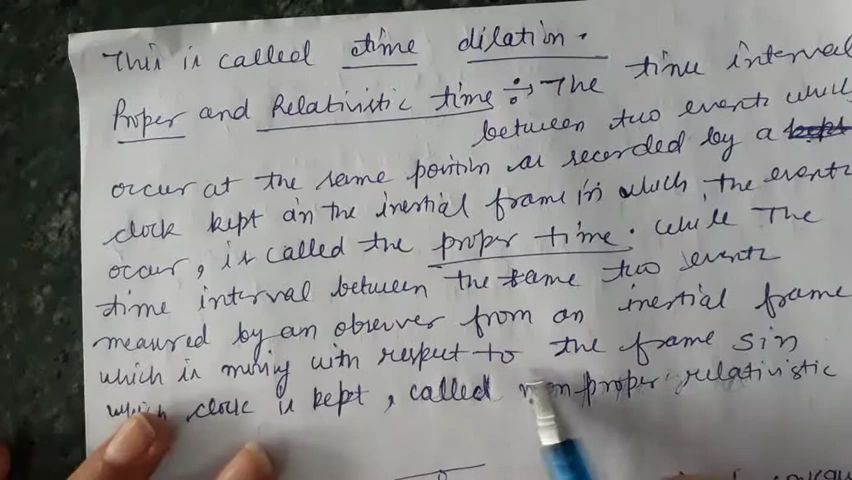 This is called time dilation.
Proper and Relativistic time ÷→ The time interval
between two events which
occur at the same position as recorded by a
clock kept in the inertial frame in which the events
occur, is called the proper time. While The
time interval between the same two events
measured by an observer from an inertial frame
which is moving with respect to the frame S in
which clock is kept, called non-proper relativistic